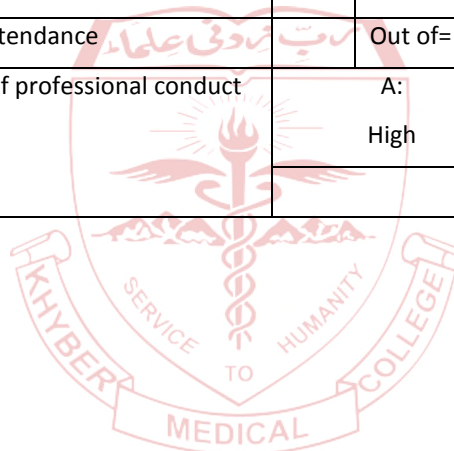 tendance Out of=
رَبِّ زِدْنِی عِلْمًا
f professional conduct A:
High
SERVICE TO HUMANITY
KHYBER MEDICAL COLLEGE